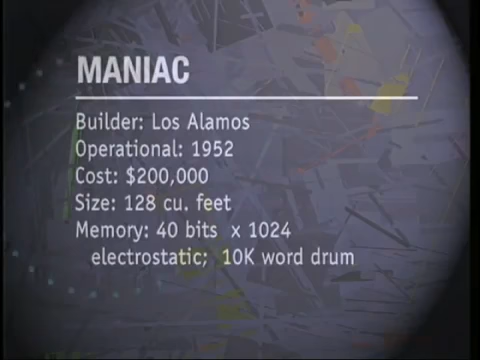 MANIAC
Builder: Los Alamos
Operational: 1952
Cost: $200,000
Size: 128 cu. feet
Memory: 40 bits x 1024
electrostatic; 10K word drum